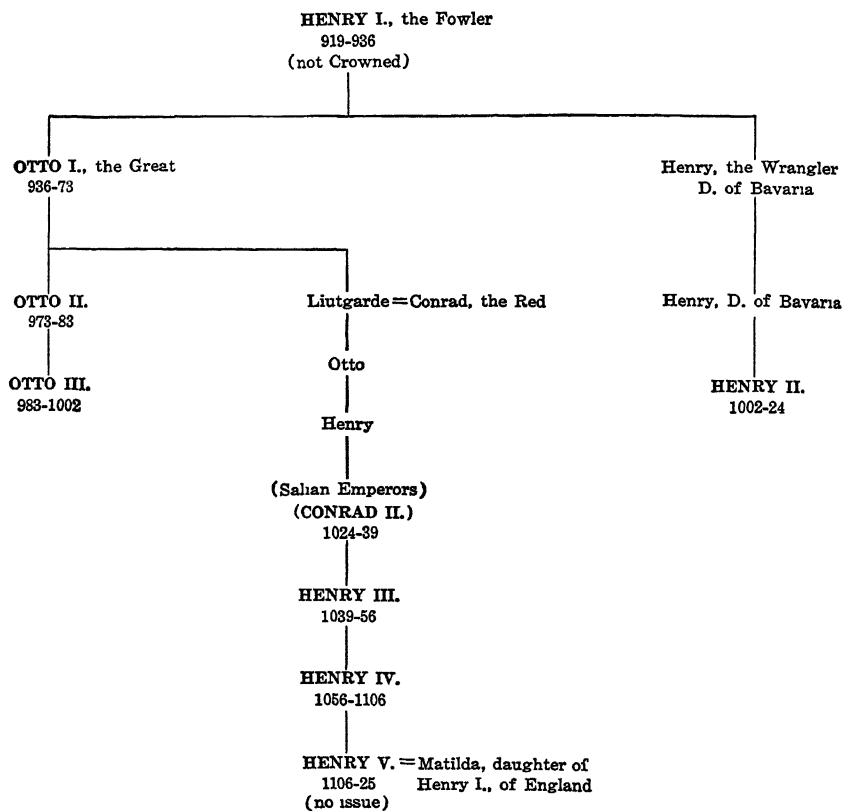 HENRY I., the Fowler
919-936
(not Crowned)
OTTO I., the Great
936-73
Henry, the Wrangler
D. of Bavaria
OTTO II.
973-83
Liutgarde=Conrad, the Red
Henry, D. of Bavaria
Otto
OTTO III.
983-1002
HENRY II.
1002-24
Henry
(Salian Emperors)
(CONRAD II.)
1024-39
HENRY III.
1039-56
HENRY IV.
1056-1106
HENRY V. = Matilda, daughter of
1106-25 Henry I., of England
(no issue)